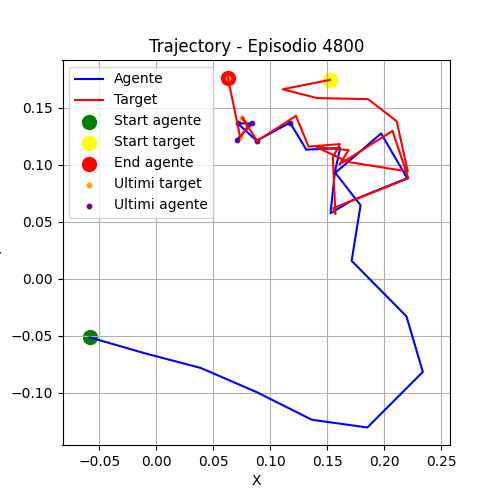 Trajectory - Episodio 4800
Agente
Target
Start agente
Start target
End agente
Ultimi target
Ultimi agente
0.15
0.10
0.05
0.00
−0.05
−0.10
−0.05
0.00
0.05
0.10
0.15
0.20
0.25
X